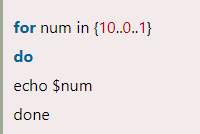 for num in {10..0..1}
do
echo $num
done